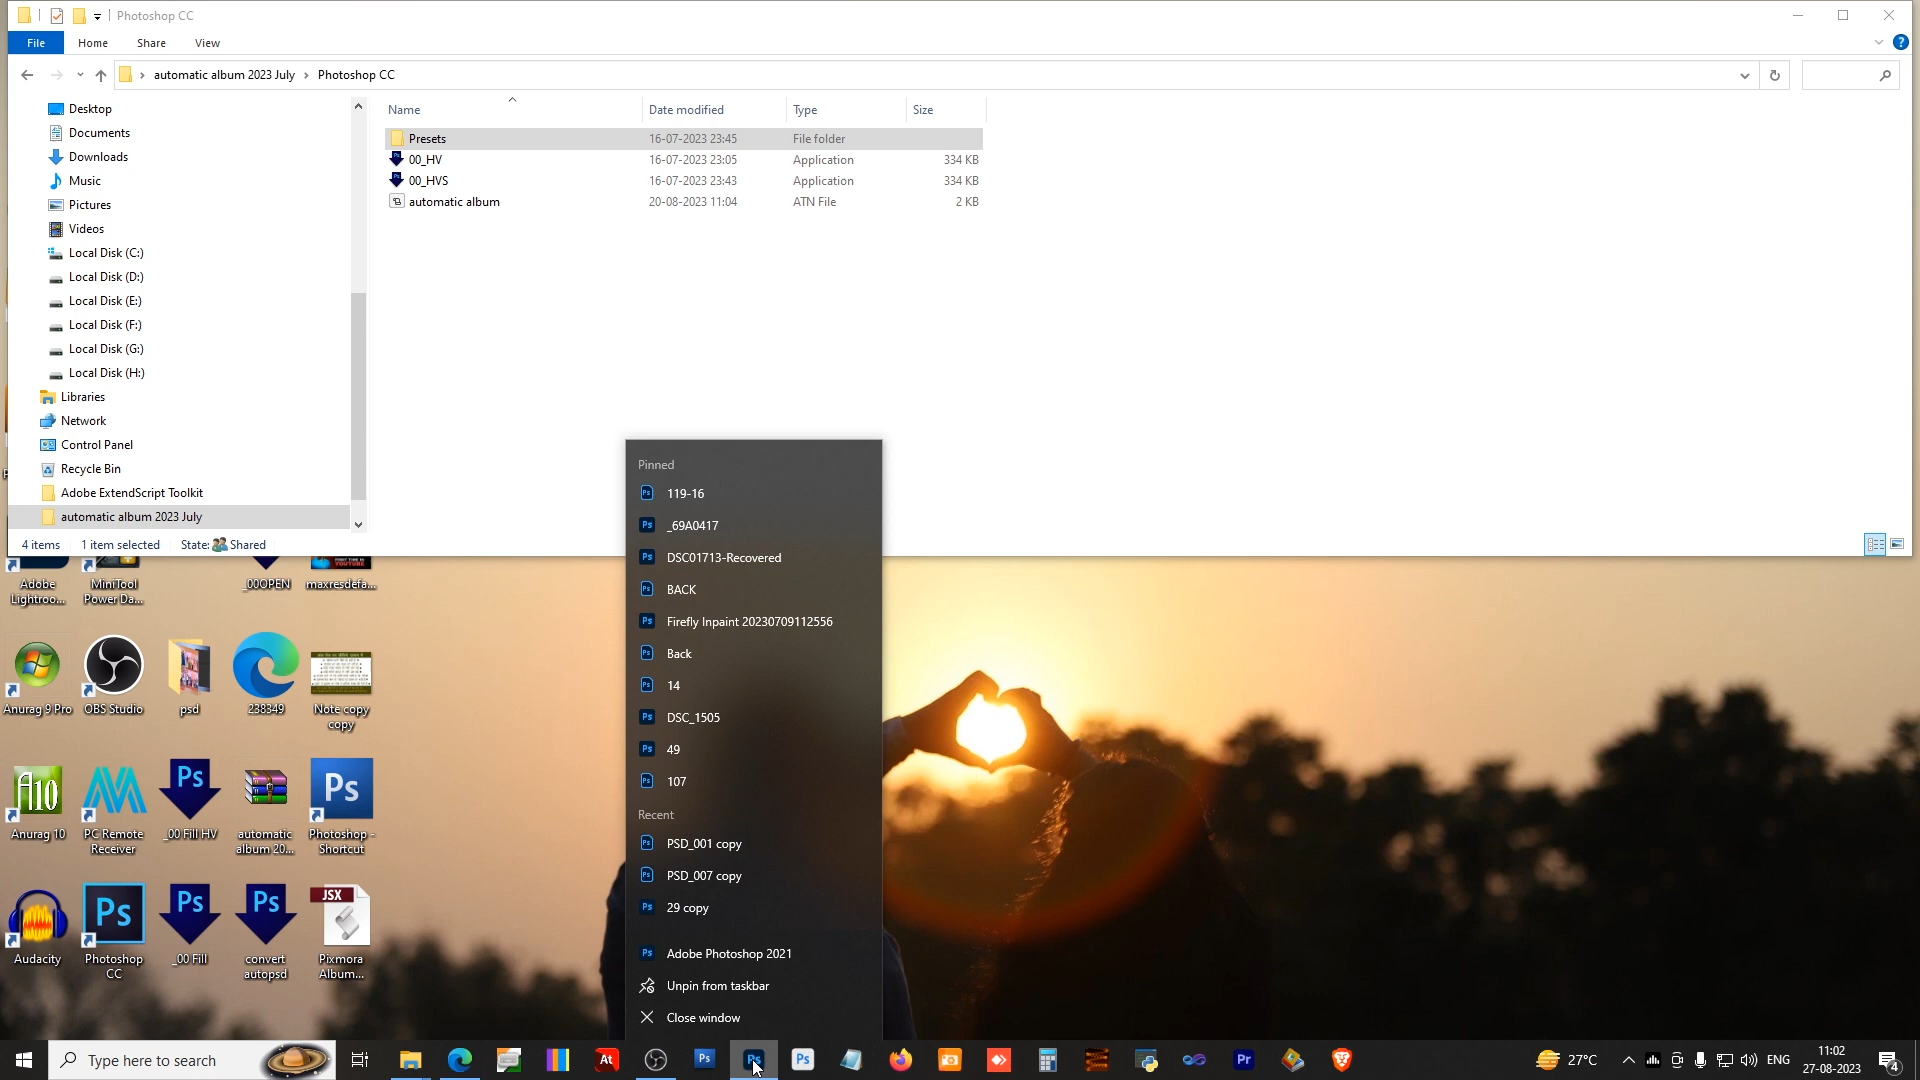 Photoshop CC
File Home Share View
automatic album 2023 July Photoshop CC
Name Date modified Type Size
Presets 16-07-2023 23:45 File folder
00_HV 16-07-2023 23:05 Application 334 KB
00_HVS 16-07-2023 23:43 Application 334 KB
automatic album 20-08-2023 11:04 ATN File 2 KB
Desktop
Documents
Downloads
Music
Pictures
Videos
Local Disk (C:)
Local Disk (D:)
Local Disk (E:)
Local Disk (F:)
Local Disk (G:)
Local Disk (H:)
Libraries
Network
Control Panel
Recycle Bin
Adobe ExtendScript Toolkit
automatic album 2023 July
4 items 1 item selected State: Shared
Pinned
119-16
_69A0417
DSC01713-Recovered
BACK
Firefly Inpaint 20230709112556
Back
14
DSC_1505
49
107
Recent
PSD_001 copy
PSD_007 copy
29 copy
Adobe Photoshop 2021
Unpin from taskbar
Close window
Adobe Lightroo...
MiniTool Power Da...
_00OPEN
maxresdefa...
Anurag 9 Pro
OBS Studio
psd
238349
Note copy copy
Anurag 10
PC Remote Receiver
_00 Fill HV
automatic album 20...
Photoshop - Shortcut
Audacity
Photoshop CC
_00 Fill
convert autopsd
JSX
Pixmora Album...
Type here to search
27°C
ENG
11:02
27-08-2023
4